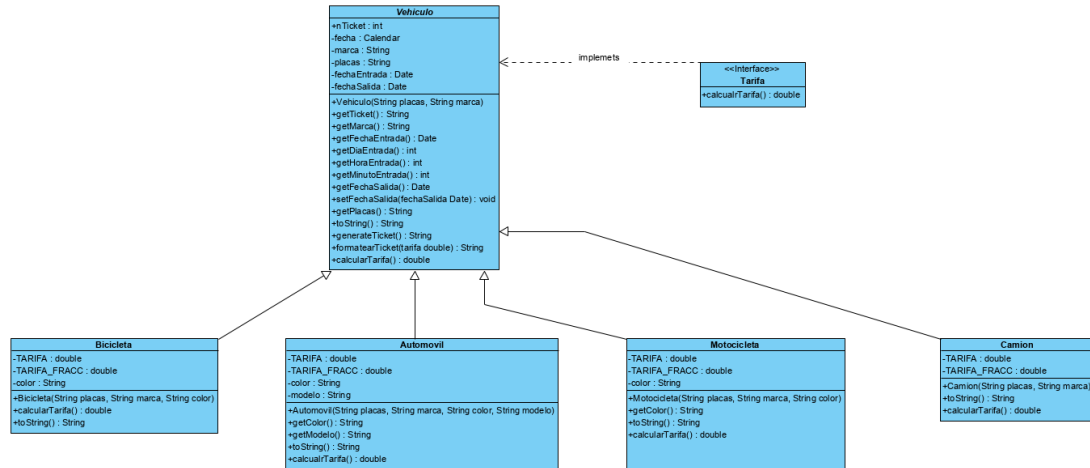 Vehiculo
+nTicket : int
-fecha : Calendar
-marca : String
-placas : String
-fechaEntrada : Date
-fechaSalida : Date
+Vehiculo(String placas, String marca)
+getTicket() : String
+getMarca() : String
+getFechaEntrada() : Date
+getDiaEntrada() : int
+getHoraEntrada() : int
+getMinutoEntrada() : int
+getFechaSalida() : Date
+setFechaSalida(fechaSalida Date) : void
+getPlacas() : String
+toString() : String
+generateTicket() : String
+formatearTicket(tarifa double) : String
+calcularTarifa() : double
implemets
<<Interface>>
Tarifa
+calcualrTarifa() : double
Bicicleta
-TARIFA : double
-TARIFA_FRACC : double
-color : String
+Bicicleta(String placas, String marca, String color)
+calcularTarifa() : double
+toString() : String
Automovil
-TARIFA : double
-TARIFA_FRACC : double
-color : String
-modelo : String
+Automovil(String placas, String marca, String color, String modelo)
+getColor() : String
+getModelo() : String
+toString() : String
+calcualrTarifa() : double
Motocicleta
-TARIFA : double
-TARIFA_FRACC : double
-color : String
+Motocicleta(String placas, String marca, String color)
+getColor() : String
+toString() : String
+calcularTarifa() : double
Camion
-TARIFA : double
-TARIFA_FRACC : double
+Camion(String placas, String marca)
+toString() : String
+calcularTarifa() : double